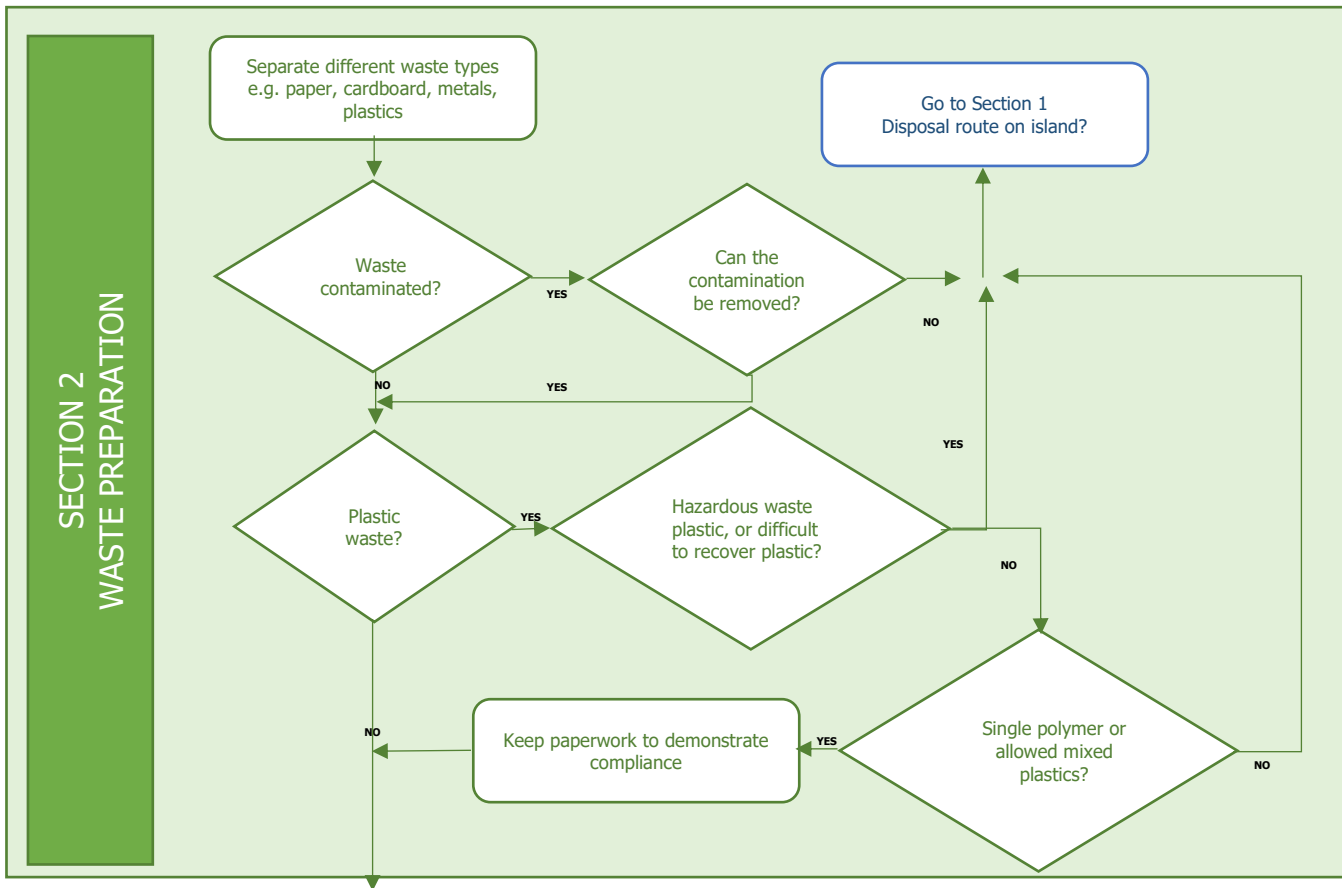 SECTION 2
WASTE PREPARATION
Separate different waste types
e.g. paper, cardboard, metals,
plastics
Go to Section 1
Disposal route on island?
Waste
contaminated?
YES
Can the
contamination
be removed?
NO
NO
YES
YES
Plastic
waste?
YES
Hazardous waste
plastic, or difficult
to recover plastic?
NO
NO
Keep paperwork to demonstrate
compliance
YES
Single polymer or
allowed mixed
plastics?
NO